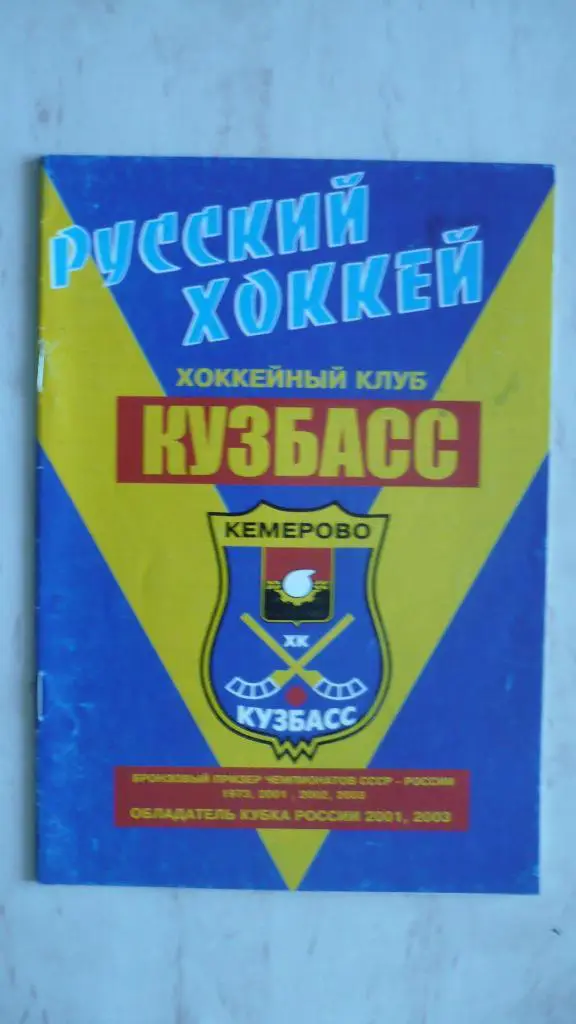 РУССКИЙ
ХОККЕЙ
ХОККЕЙНЫЙ КЛУБ
КУЗБАСС
КЕМЕРОВО
ХК
КУЗБАСС
БРОНЗОВЫЙ ПРИЗЕР ЧЕМПИОНАТОВ СССР - РОССИИ
1973, 2001 , 2002, 2003
ОБЛАДАТЕЛЬ КУБКА РОССИИ 2001, 2003